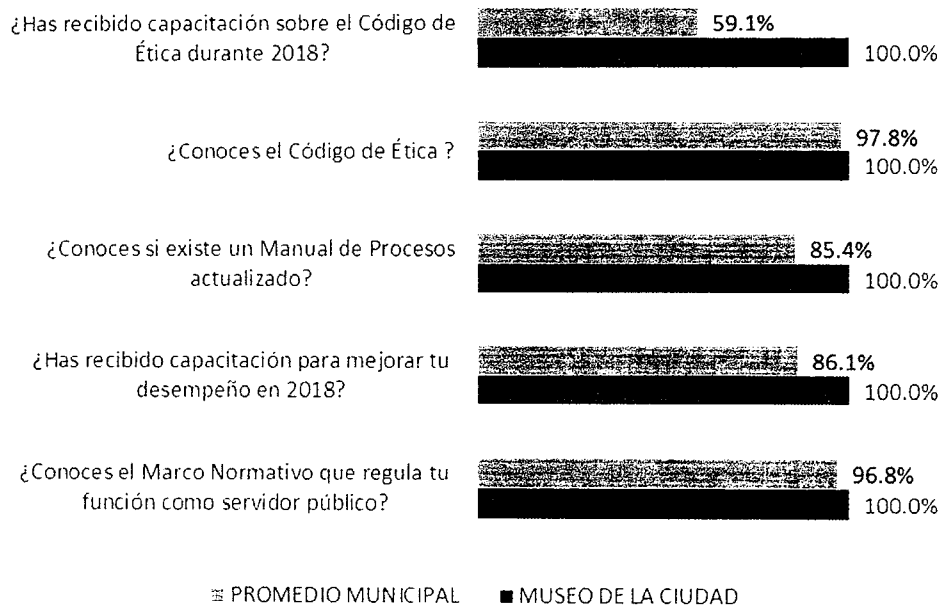 ¿Has recibido capacitación sobre el Código de
Ética durante 2018?
59.1%
100.0%
¿Conoces el Código de Ética ?
97.8%
100.0%
¿Conoces si existe un Manual de Procesos
actualizado?
85.4%
100.0%
¿Has recibido capacitación para mejorar tu
desempeño en 2018?
86.1%
100.0%
¿Conoces el Marco Normativo que regula tu
función como servidor público?
96.8%
100.0%
PROMEDIO MUNICIPAL
MUSEO DE LA CIUDAD